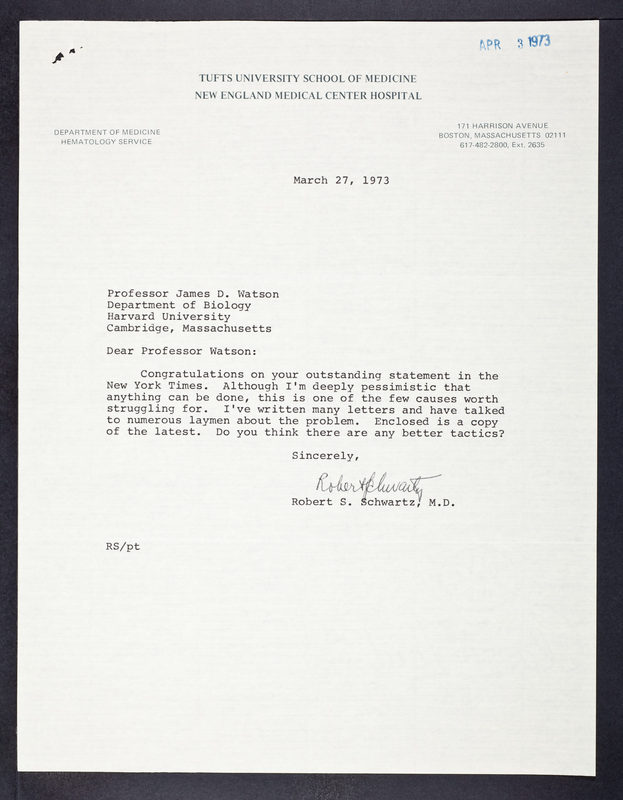 APR 3 1973
TUFTS UNIVERSITY SCHOOL OF MEDICINE
NEW ENGLAND MEDICAL CENTER HOSPITAL
DEPARTMENT OF MEDICINE
HEMATOLOGY SERVICE
171 HARRISON AVENUE
BOSTON, MASSACHUSETTS 02111
617-482-2800, Ext. 2635
March 27, 1973
Professor James D. Watson
Department of Biology
Harvard University
Cambridge, Massachusetts
Dear Professor Watson:
Congratulations on your outstanding statement in the
New York Times. Although I'm deeply pessimistic that
anything can be done, this is one of the few causes worth
struggling for. I've written many letters and have talked
to numerous laymen about the problem. Enclosed is a copy
of the latest. Do you think there are any better tactics?
Sincerely,
Robert Schwartz
Robert S. Schwartz, M.D.
RS/pt